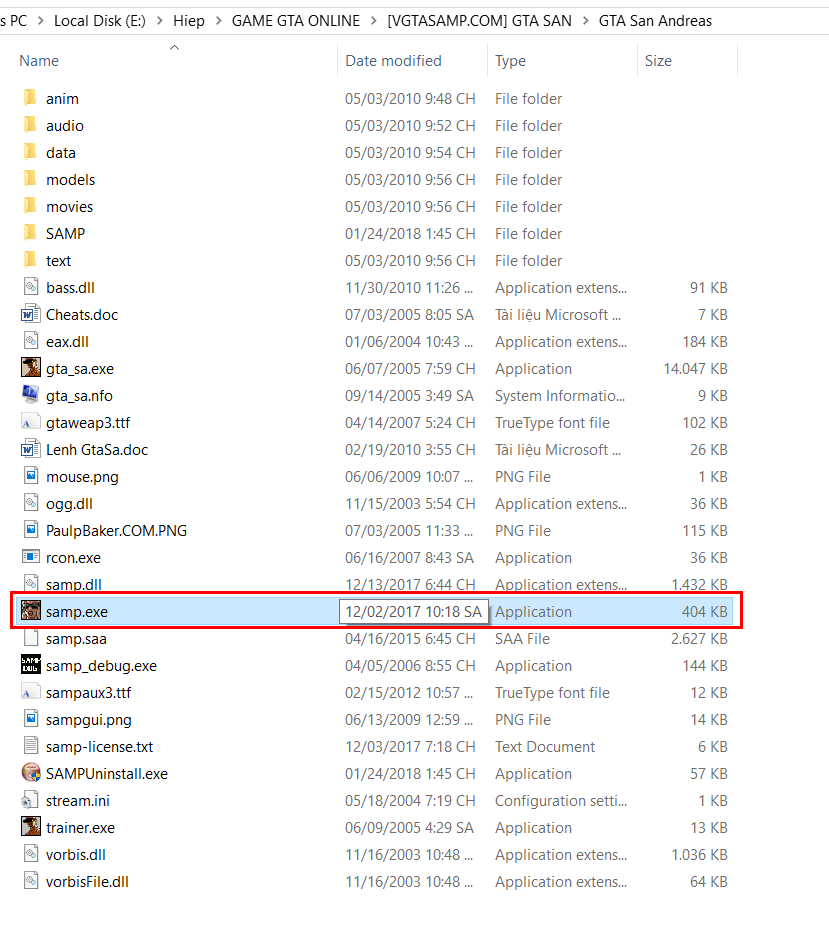 s PC > Local Disk (E:) > Hiep > GAME GTA ONLINE > [VGTASAMP.COM] GTA SAN > GTA San Andreas
Name Date modified Type Size
anim 05/03/2010 9:48 CH File folder
audio 05/03/2010 9:52 CH File folder
data 05/03/2010 9:54 CH File folder
models 05/03/2010 9:56 CH File folder
movies 05/03/2010 9:56 CH File folder
SAMP 01/24/2018 1:45 CH File folder
text 05/03/2010 9:56 CH File folder
bass.dll 11/30/2010 11:26 ... Application extens... 91 KB
Cheats.doc 07/03/2005 8:05 SA Tài liệu Microsoft ... 7 KB
eax.dll 01/06/2004 10:43 ... Application extens... 184 KB
gta_sa.exe 06/07/2005 7:59 CH Application 14.047 KB
gta_sa.nfo 09/14/2005 3:49 SA System Informatio... 9 KB
gtaweap3.ttf 04/14/2007 5:24 CH TrueType font file 102 KB
Lenh GtaSa.doc 02/19/2010 3:55 CH Tài liệu Microsoft ... 26 KB
mouse.png 06/06/2009 10:07 ... PNG File 1 KB
ogg.dll 11/15/2003 5:54 CH Application extens... 36 KB
PaulpBaker.COM.PNG 07/03/2005 11:33 ... PNG File 115 KB
rcon.exe 06/16/2007 8:43 SA Application 36 KB
samp.dll 12/13/2017 6:44 CH Application extens... 1.432 KB
samp.exe 12/02/2017 10:18 SA Application 404 KB
samp.saa 04/16/2015 6:45 CH SAA File 2.627 KB
samp_debug.exe 04/05/2006 8:55 CH Application 144 KB
sampaux3.ttf 02/15/2012 10:57 ... TrueType font file 12 KB
sampgui.png 06/13/2009 12:59 ... PNG File 14 KB
samp-license.txt 12/03/2017 7:18 CH Text Document 6 KB
SAMPUninstall.exe 01/24/2018 1:45 CH Application 57 KB
stream.ini 05/18/2004 7:19 CH Configuration setti... 1 KB
trainer.exe 06/09/2005 4:29 SA Application 13 KB
vorbis.dll 11/16/2003 10:48 ... Application extens... 1.036 KB
vorbisFile.dll 11/16/2003 10:48 ... Application extens... 64 KB